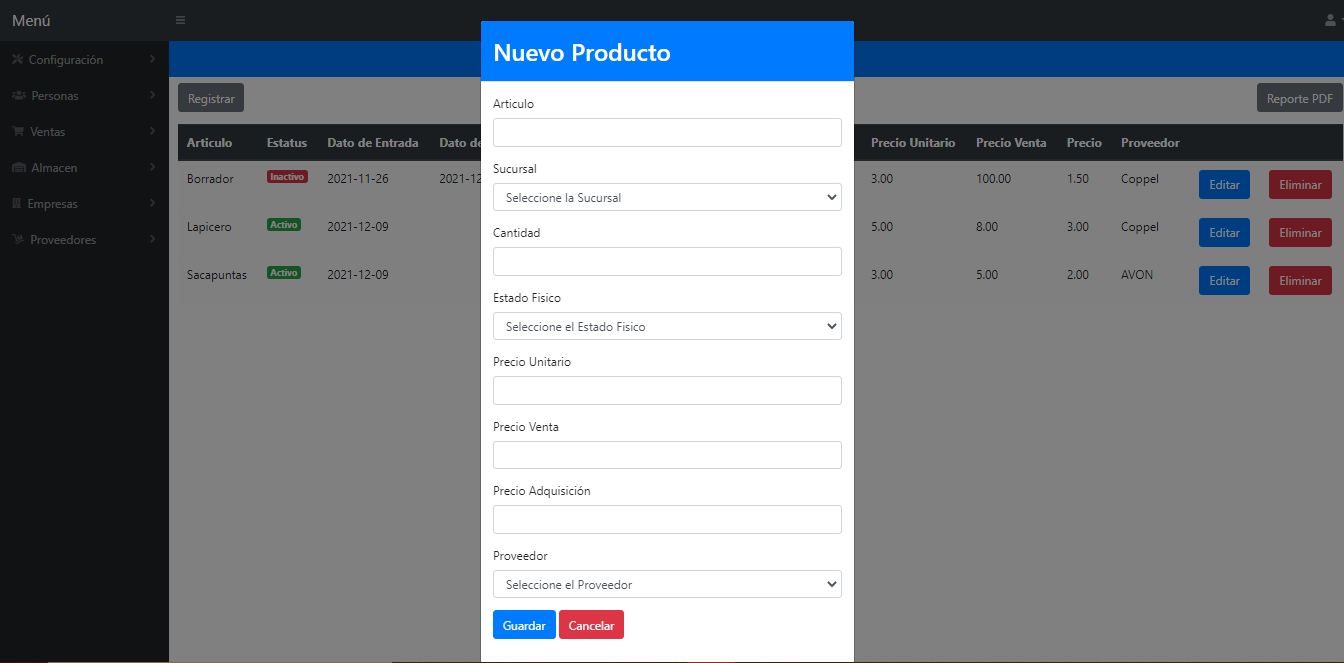 Menú
Configuración
Personas
Ventas
Almacen
Empresas
Proveedores
Registrar
Reporte PDF
Articulo Estatus Dato de Entrada Dato de Precio Unitario Precio Venta Precio Proveedor
Borrador Inactivo 2021-11-26 2021-12 3.00 100.00 1.50 Coppel Editar Eliminar
Lapicero Activo 2021-12-09 5.00 8.00 3.00 Coppel Editar Eliminar
Sacapuntas Activo 2021-12-09 3.00 5.00 2.00 AVON Editar Eliminar
Nuevo Producto
Articulo
Sucursal
Seleccione la Sucursal
Cantidad
Estado Fisico
Seleccione el Estado Fisico
Precio Unitario
Precio Venta
Precio Adquisición
Proveedor
Seleccione el Proveedor
Guardar Cancelar